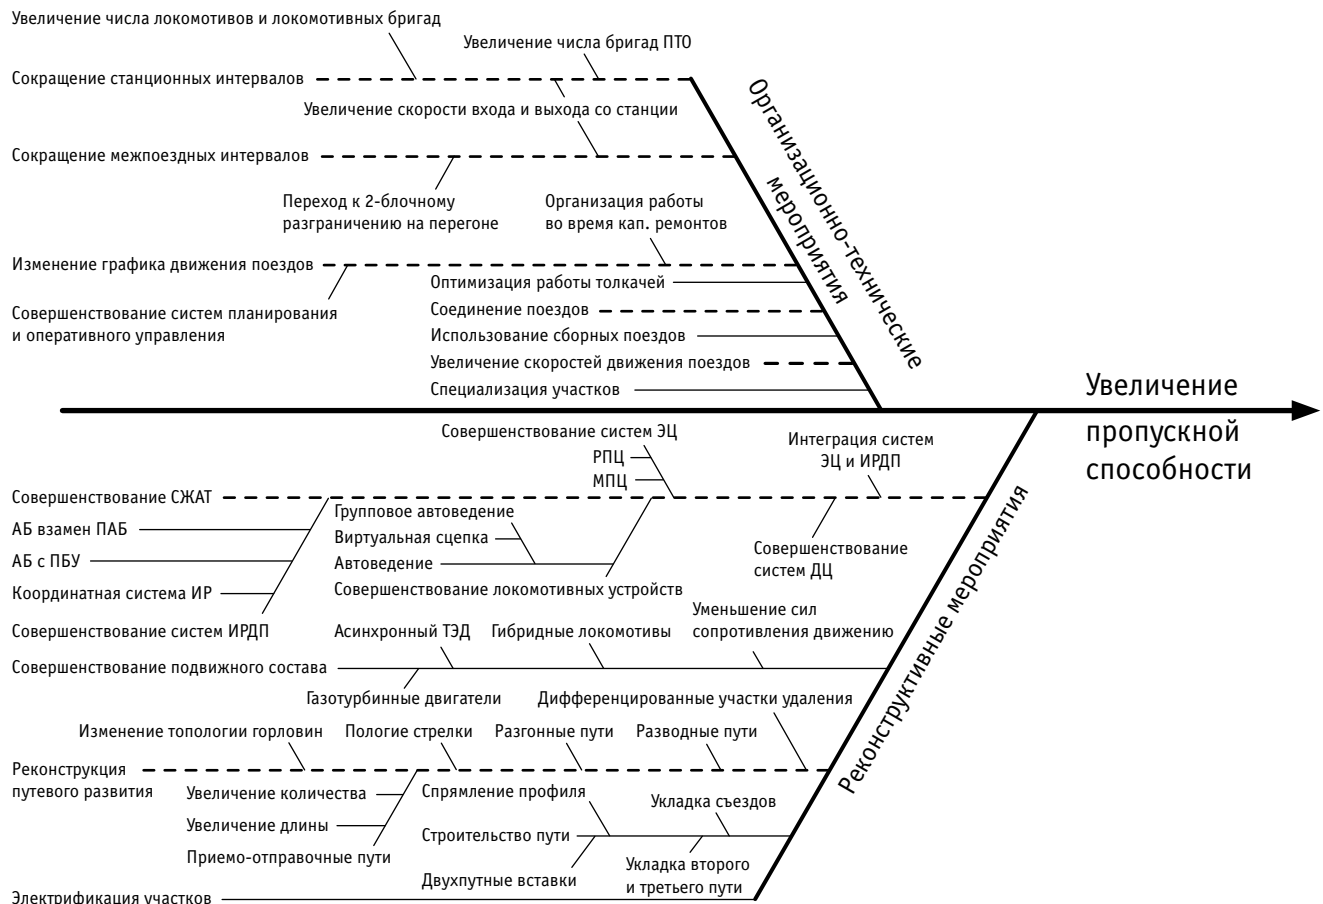 Увеличение числа локомотивов и локомотивных бригад
Увеличение числа бригад ПТО
Сокращение станционных интервалов
Увеличение скорости входа и выхода со станции
Сокращение межпоездных интервалов
Переход к 2-блочному
разграничению на перегоне
Организация работы
во время кап. ремонтов
Изменение графика движения поездов
Совершенствование систем планирования
и оперативного управления
Оптимизация работы толкачей
Соединение поездов
Использование сборных поездов
Увеличение скоростей движения поездов
Специализация участков
Организационно-технические
мероприятия
Увеличение
пропускной
способности
Совершенствование систем ЭЦ
РПЦ
МПЦ
Интеграция систем
ЭЦ и ИРДП
Совершенствование СЖАТ
АБ взамен ПАБ
АБ с ПБУ
Координатная система ИР
Совершенствование систем ИРДП
Групповое автоведение
Виртуальная сцепка
Автоведение
Совершенствование локомотивных устройств
Совершенствование
систем ДЦ
Асинхронный ТЭД
Гибридные локомотивы
Уменьшение сил
сопротивления движению
Совершенствование подвижного состава
Газотурбинные двигатели
Дифференцированные участки удаления
Изменение топологии горловин
Пологие стрелки
Разгонные пути
Разводные пути
Реконструкция
путевого развития
Увеличение количества
Увеличение длины
Приемо-отправочные пути
Спрямление профиля
Укладка съездов
Строительство пути
Двухпутные вставки
Укладка второго
и третьего пути
Электрификация участков
Реконструктивные мероприятия